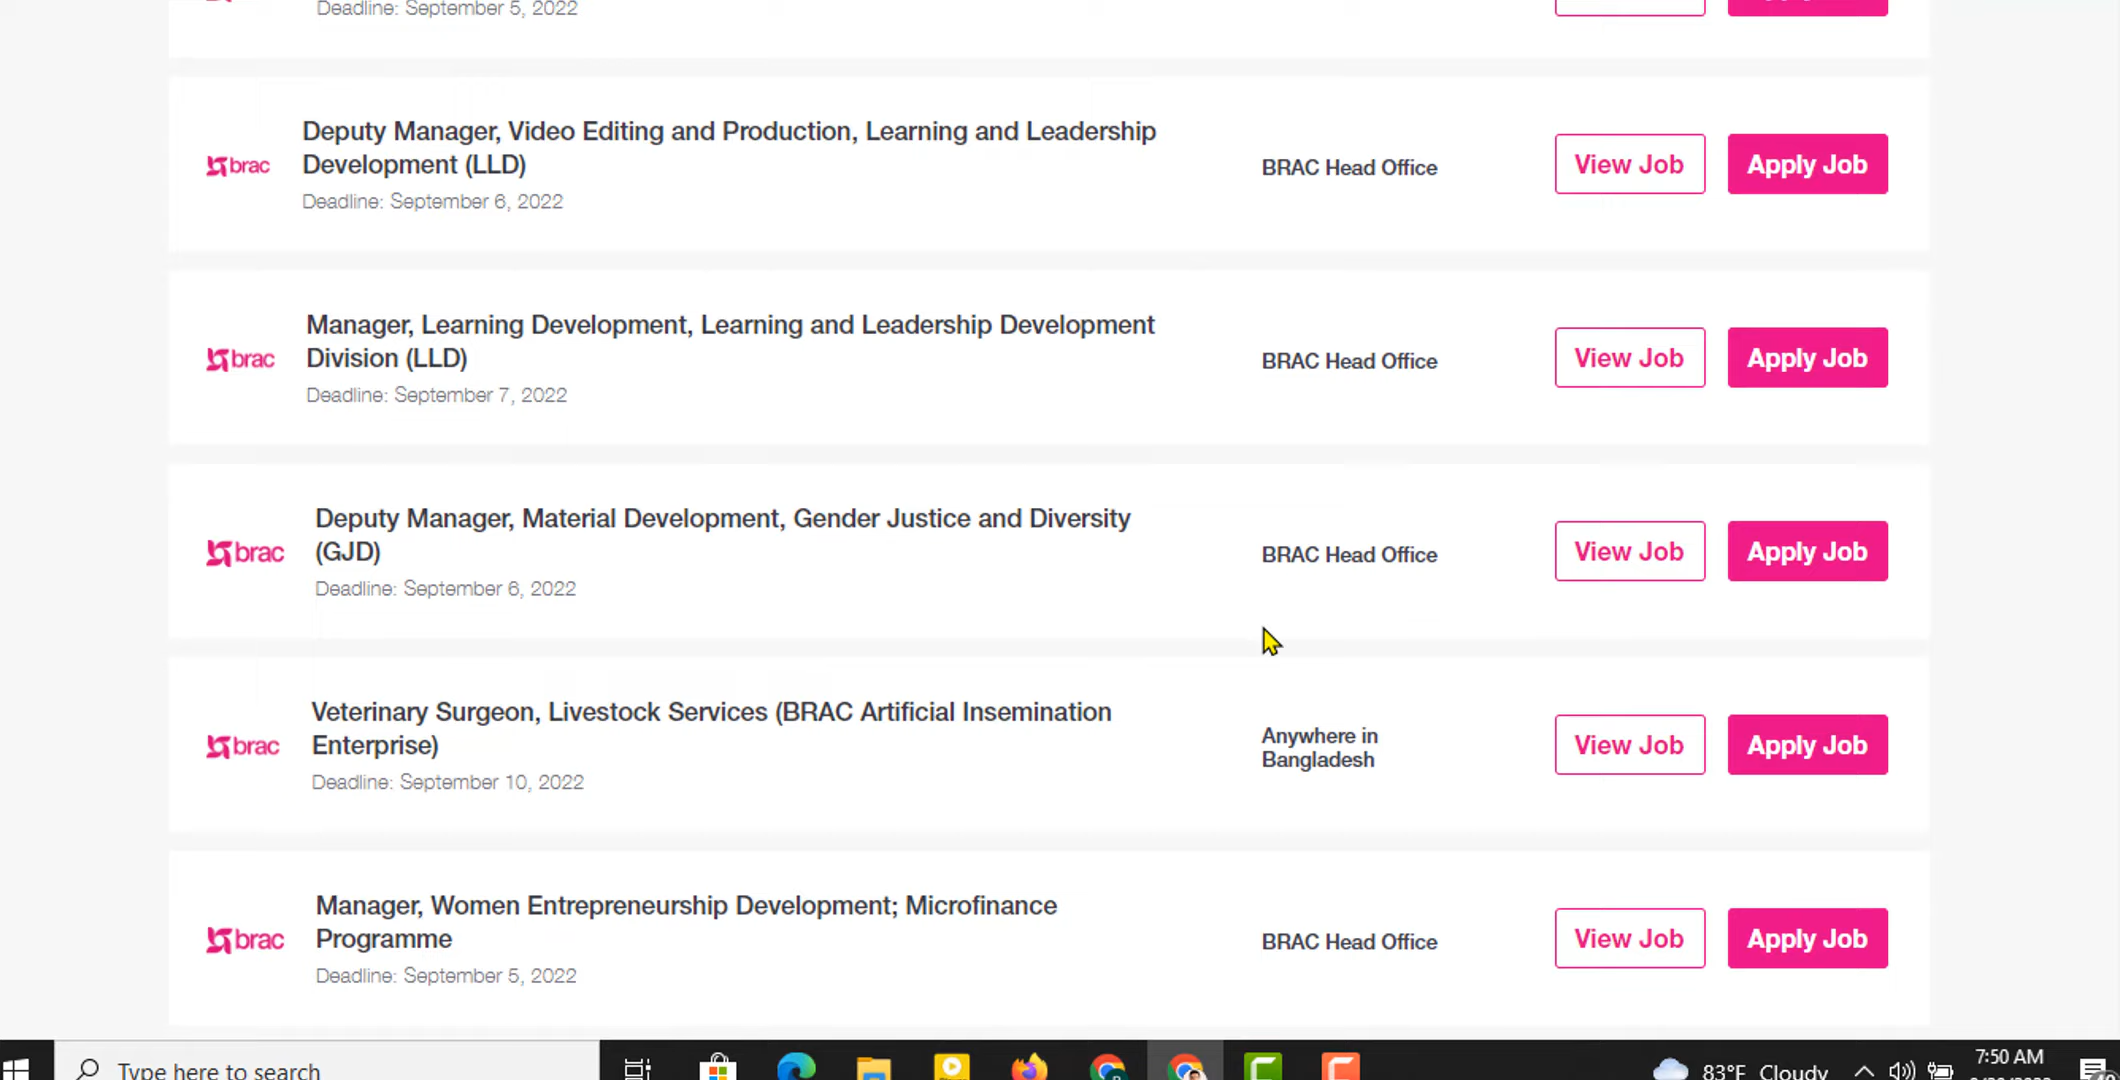 Deadline: September 5, 2022
Deputy Manager, Video Editing and Production, Learning and Leadership
Development (LLD)
brac
BRAC Head Office
View Job
Apply Job
Deadline: September 6, 2022
Manager, Learning Development, Learning and Leadership Development
Division (LLD)
brac
BRAC Head Office
View Job
Apply Job
Deadline: September 7, 2022
Deputy Manager, Material Development, Gender Justice and Diversity
(GJD)
brac
BRAC Head Office
View Job
Apply Job
Deadline: September 6, 2022
Veterinary Surgeon, Livestock Services (BRAC Artificial Insemination
Enterprise)
brac
Anywhere in
Bangladesh
View Job
Apply Job
Deadline: September 10, 2022
Manager, Women Entrepreneurship Development; Microfinance
Programme
brac
BRAC Head Office
View Job
Apply Job
Deadline: September 5, 2022
Type here to search
83°F Cloudy
7:50 AM